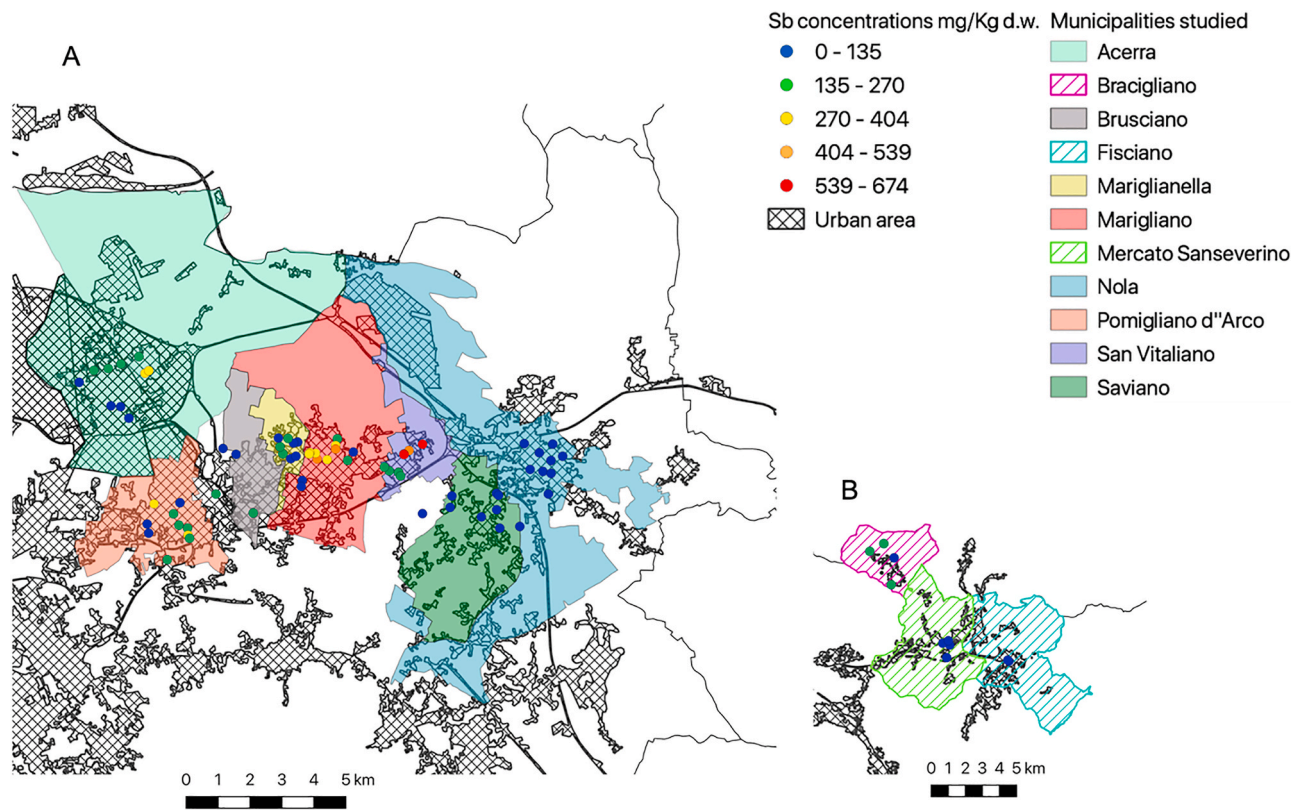 A
Sb concentrations mg/Kg d.w.
0 - 135
135 - 270
270 - 404
404 - 539
539 - 674
Urban area
Municipalities studied
Acerra
Bracigliano
Brusciano
Fisciano
Mariglianella
Marigliano
Mercato Sanseverino
Nola
Pomigliano d''Arco
San Vitaliano
Saviano
B
0 1 2 3 4 5 km
0 1 2 3 4 5 km